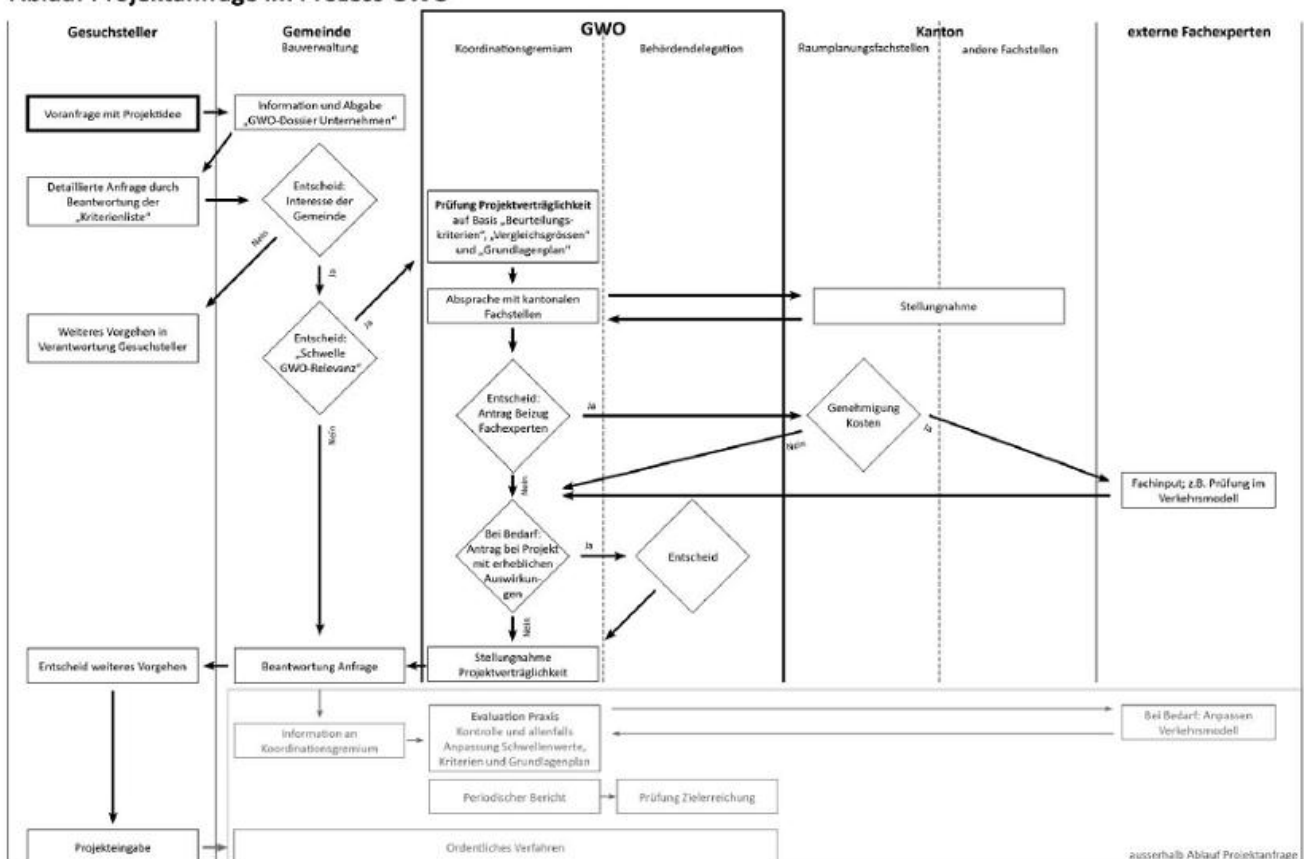 Ablauf Projektanfrage im Prozess GWO
Gesuchsteller
Gemeinde
Bauverwaltung
GWO
Koordinationsgremium
Behördendelegation
Kanton
Raumplanungsfachstellen
andere Fachstellen
externe Fachexperten
Voranfrage mit Projektidee
Information und Abgabe
„GWO-Dossier Unternehmen"
Detaillierte Anfrage durch
Beantwortung der
„Kriterienliste"
Entscheid:
Interesse der
Gemeinde
Nein
Ja
Prüfung Projektverträglichkeit
auf Basis „Beurteilungs-
kriterien", „Vergleichsgrössen"
und „Grundlagenplan"
Weiteres Vorgehen in
Verantwortung Gesuchsteller
Entscheid:
„Schwelle
GWO-Relevanz"
Ja
Nein
Absprache mit kantonalen
Fachstellen
Stellungnahme
Entscheid:
Antrag Beizug
Fachexperten
Ja
Nein
Genehmigung
Kosten
Nein
Ja
Fachinput; z.B. Prüfung im
Verkehrsmodell
Bei Bedarf:
Antrag bei Projekt
mit erheblichen
Auswirkun-
gen
Ja
Nein
Entscheid
Entscheid weiteres Vorgehen
Beantwortung Anfrage
Stellungnahme
Projektverträglichkeit
Information an
Koordinationsgremium
Evaluation Praxis
Kontrolle und allenfalls
Anpassung Schwellenwerte,
Kriterien und Grundlagenplan
Bei Bedarf: Anpassen
Verkehrsmodell
Periodischer Bericht
Prüfung Zielerreichung
Projekteingabe
Ordentliches Verfahren
ausserhalb Ablauf Projektanfrage